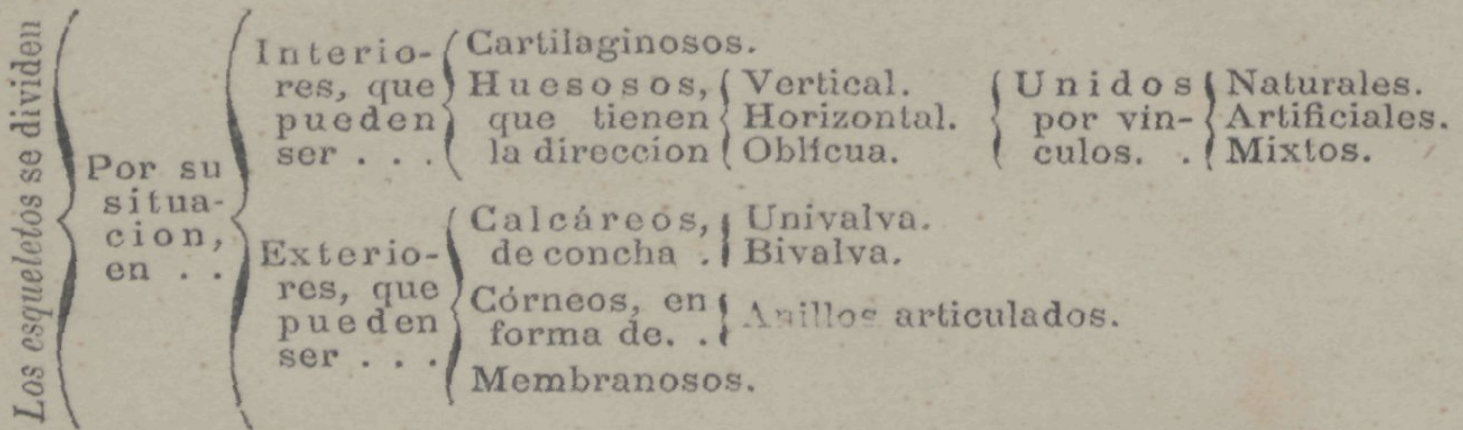 Los esqueletos se dividen
Por su
situa-
cion,
en . .
Interio-
res, que
pueden
ser . . .
Cartilaginosos.
Huesosos,
que tienen
la direccion
Vertical.
Horizontal.
Oblícua.
Unidos
por vin-
culos. .
Naturales.
Artificiales.
Mixtos.
Exterio-
res, que
pueden
ser . . .
Calcáreos,
de concha .
Univalva.
Bivalva.
Córneos, en
forma de. .
Anillos articulados.
Membranosos.